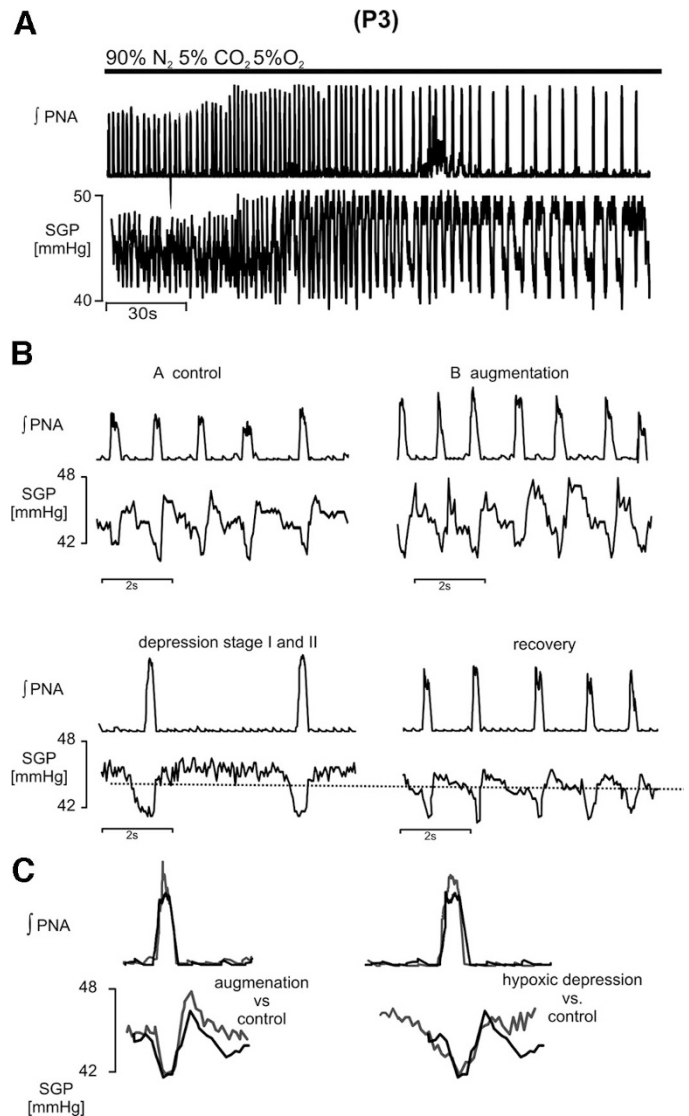 A
(P3)
90% N₂ 5% CO₂ 5%O₂
∫ PNA
50
SGP
[mmHg]
40
30s
B
A control
B augmentation
∫PNA
48
SGP
[mmHg]
42
2s
2s
depression stage I and II
recovery
∫PNA
48
SGP
[mmHg]
42
2s
2s
C
∫ PNA
48
augmenation
vs
control
hypoxic depression
vs.
control
42
SGP
[mmHg]